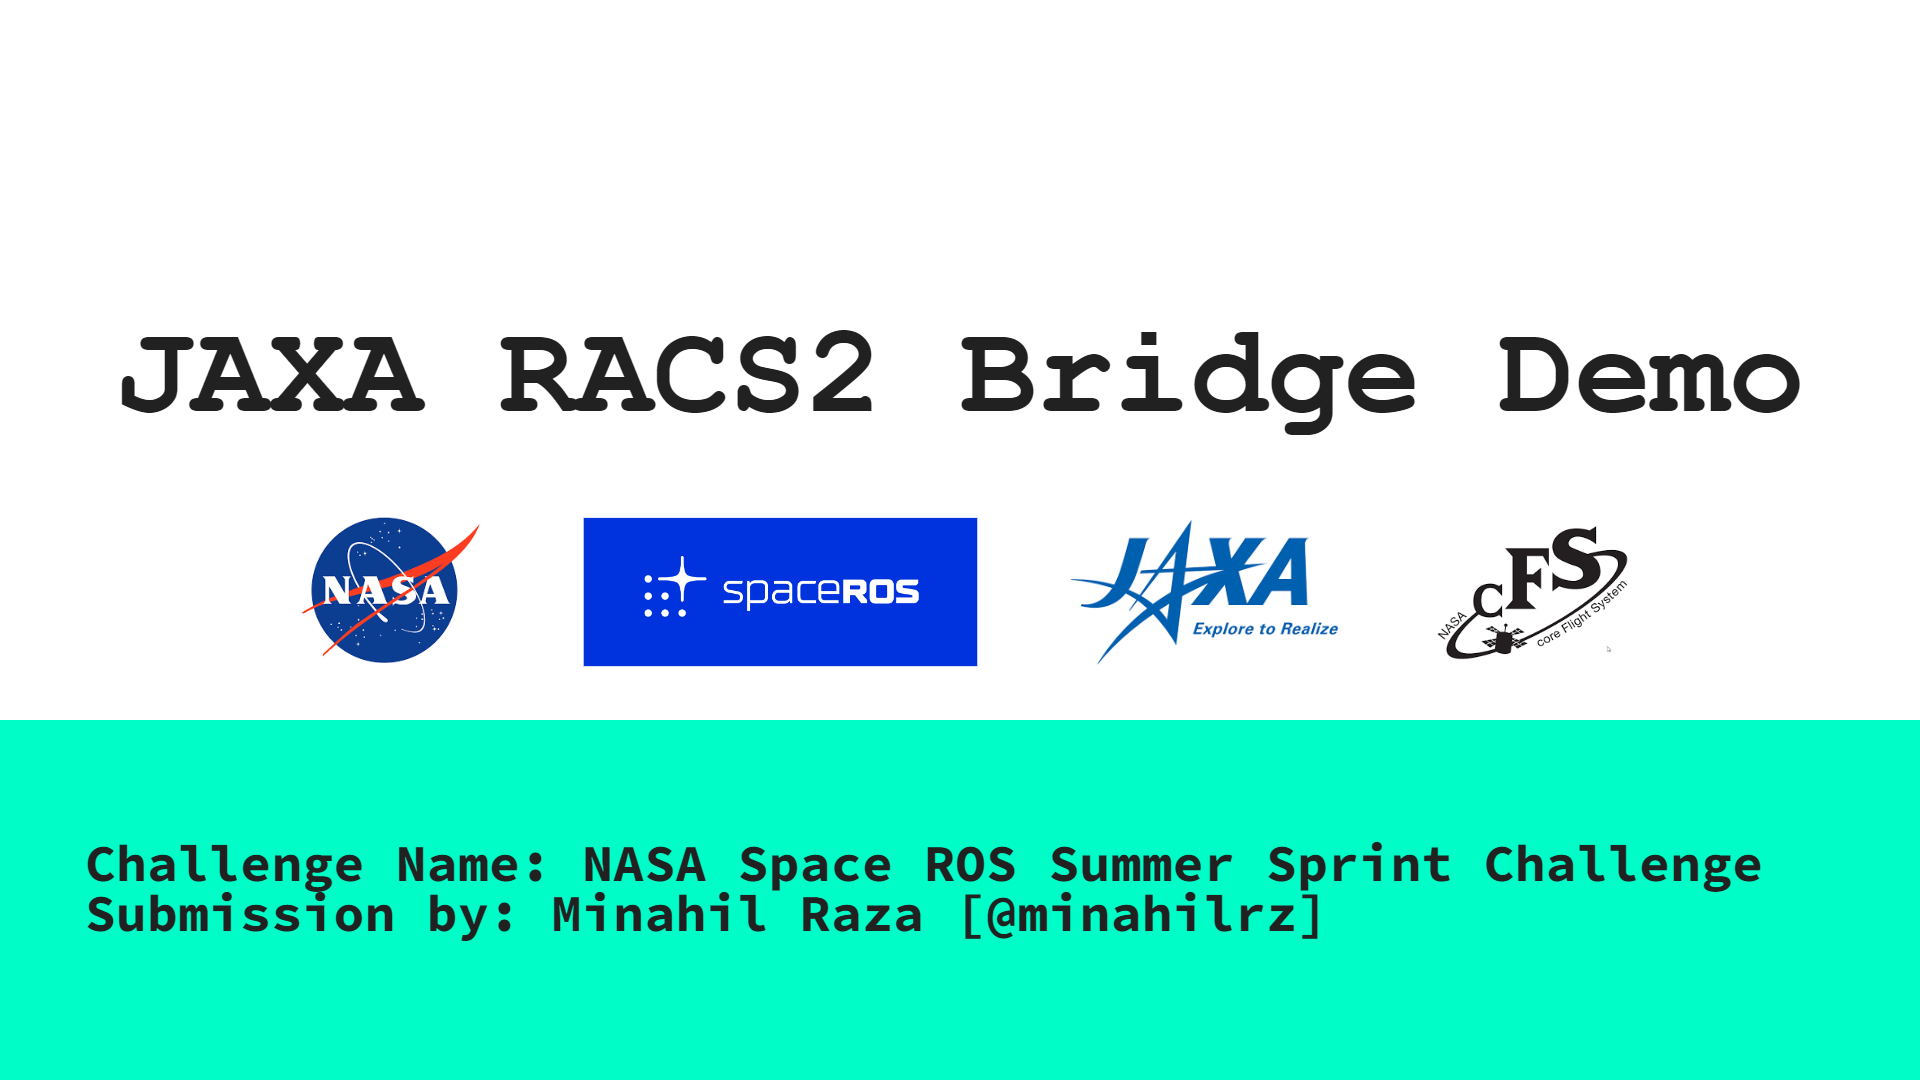 JAXA RACS2 Bridge Demo
NASA
spaceROS
JAXA
Explore to Realize
cFS
NASA
core Flight System
Challenge Name: NASA Space ROS Summer Sprint Challenge
Submission by: Minahil Raza [@minahilrz]